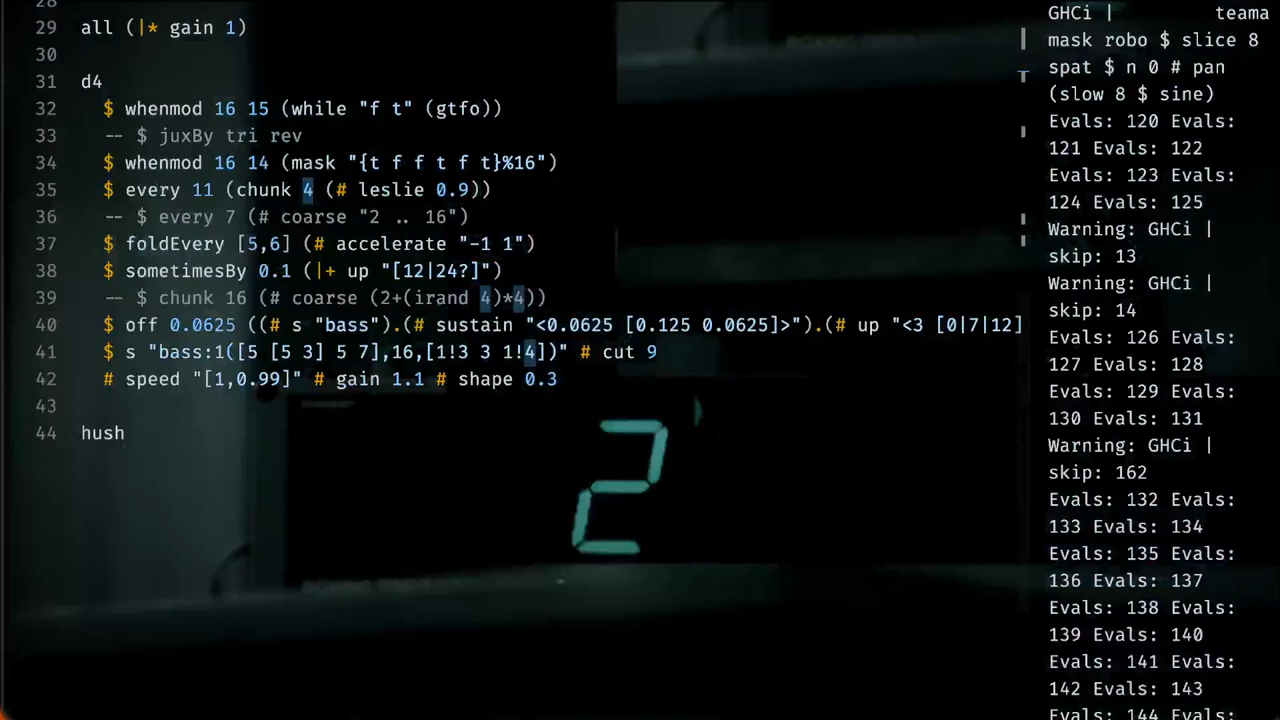 28
29 all (|* gain 1)
30
31 d4
32 $ whenmod 16 15 (while "f t" (gtfo))
33 -- $ juxBy tri rev
34 $ whenmod 16 14 (mask "{t f f t f t}%16")
35 $ every 11 (chunk 4 (# leslie 0.9))
36 -- $ every 7 (# coarse "2 .. 16")
37 $ foldEvery [5,6] (# accelerate "-1 1")
38 $ sometimesBy 0.1 (|+ up "[12|24?]")
39 -- $ chunk 16 (# coarse (2+(irand 4)*4))
40 $ off 0.0625 ((# s "bass").(# sustain "<0.0625 [0.125 0.0625]>").(# up "<3 [0|7|12]
41 $ s "bass:1([5 [5 3] 5 7],16,[1!3 3 1!4])" # cut 9
42 # speed "[1,0.99]" # gain 1.1 # shape 0.3
43
44 hush
2
GHCi | teama
mask robo $ slice 8
spat $ n 0 # pan
(slow 8 $ sine)
Evals: 120 Evals:
121 Evals: 122
Evals: 123 Evals:
124 Evals: 125
Warning: GHCi |
skip: 13
Warning: GHCi |
skip: 14
Evals: 126 Evals:
127 Evals: 128
Evals: 129 Evals:
130 Evals: 131
Warning: GHCi |
skip: 162
Evals: 132 Evals:
133 Evals: 134
Evals: 135 Evals:
136 Evals: 137
Evals: 138 Evals:
139 Evals: 140
Evals: 141 Evals:
142 Evals: 143
Evals: 144 Evals: